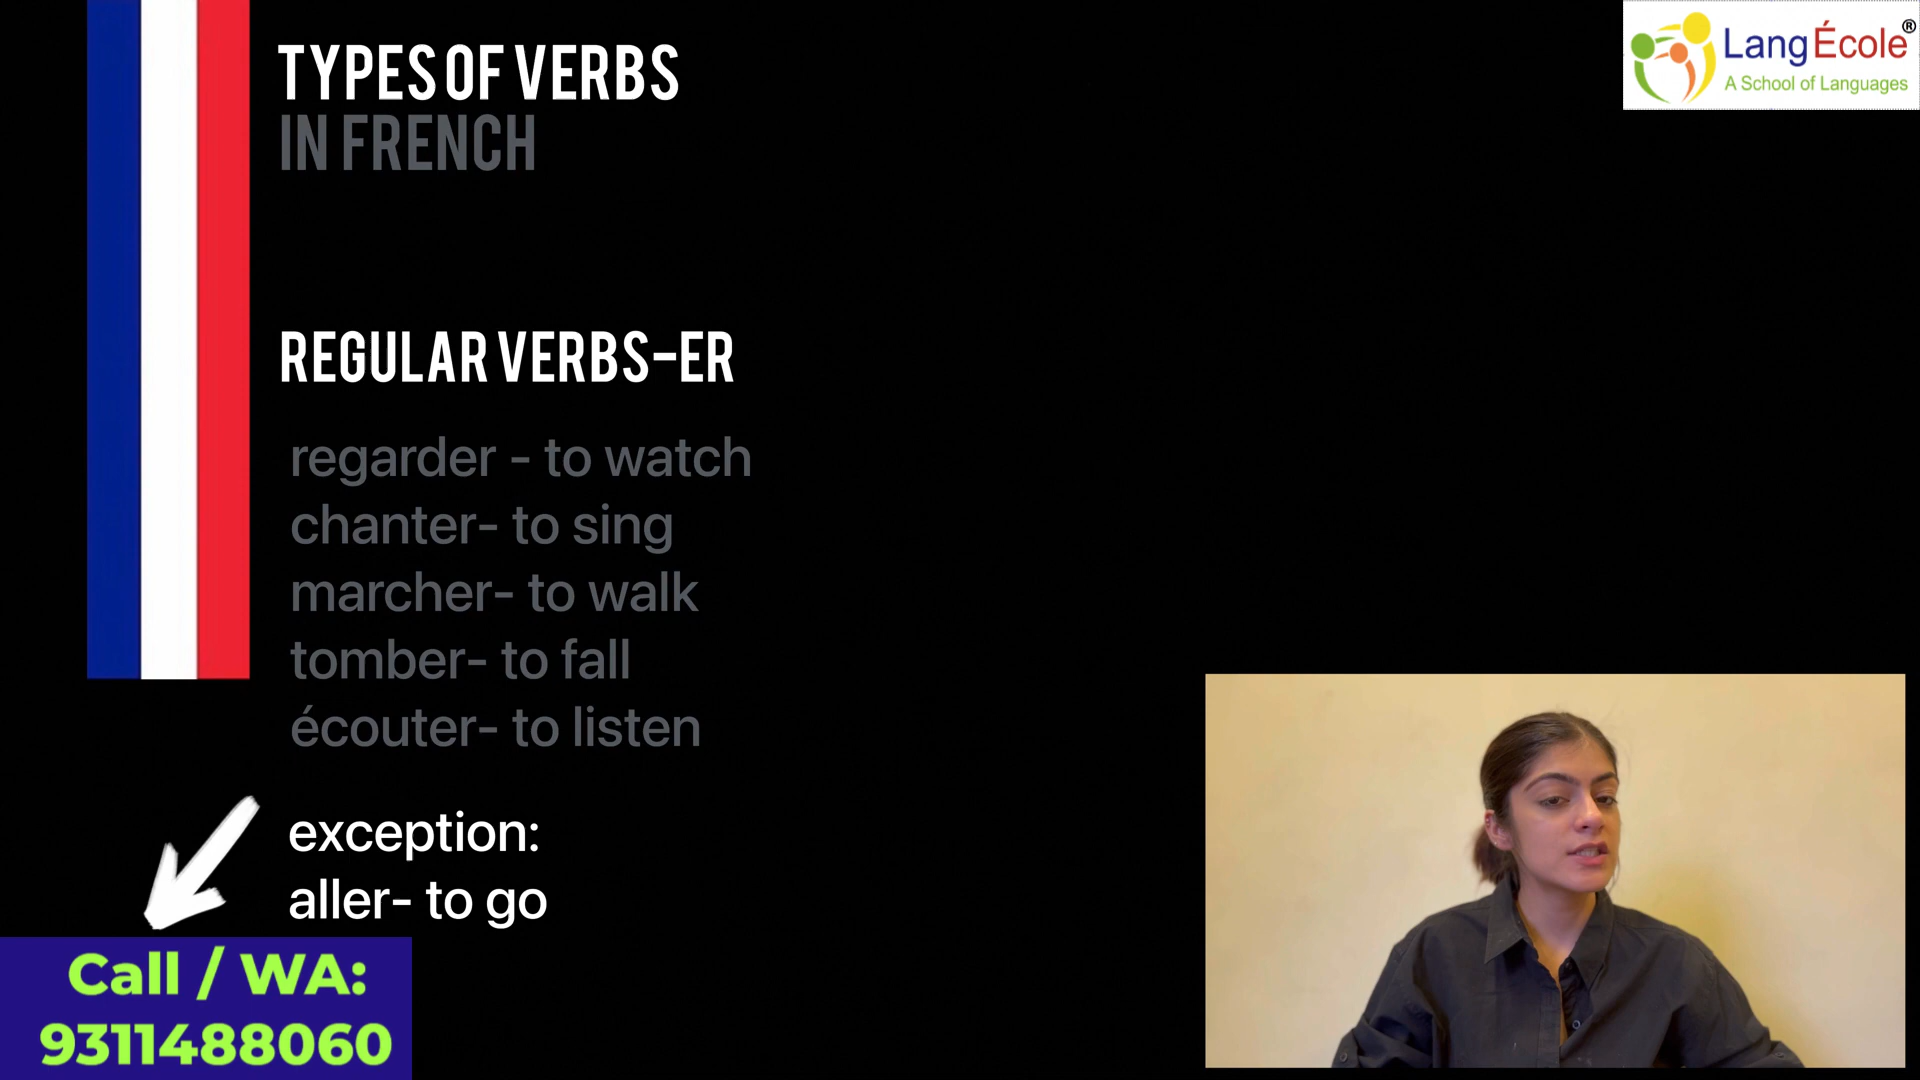 TYPES OF VERBS
IN FRENCH
LangÉcole®
A School of Languages
REGULAR VERBS-ER
regarder - to watch
chanter- to sing
marcher- to walk
tomber- to fall
écouter- to listen
exception:
aller- to go
Call / WA:
9311488060